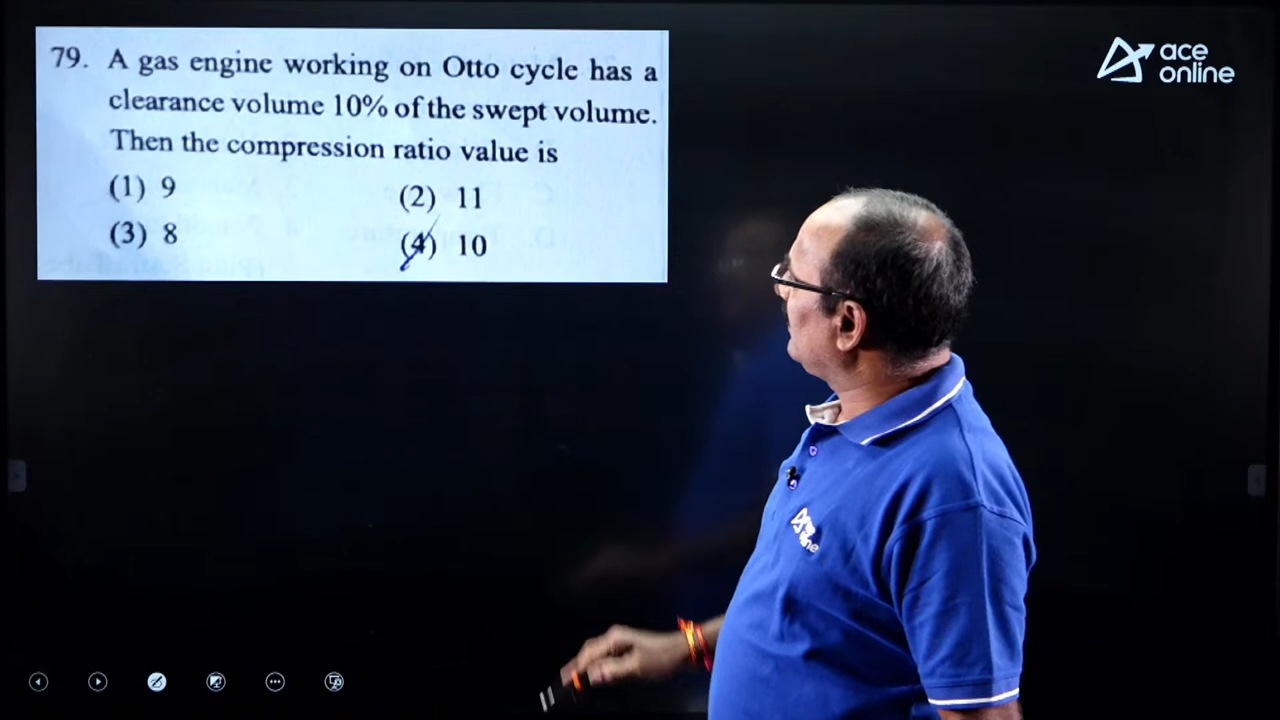 79. A gas engine working on Otto cycle has a
clearance volume 10% of the swept volume.
Then the compression ratio value is
(1) 9 (2) 11
(3) 8 (4) 10
ace
online